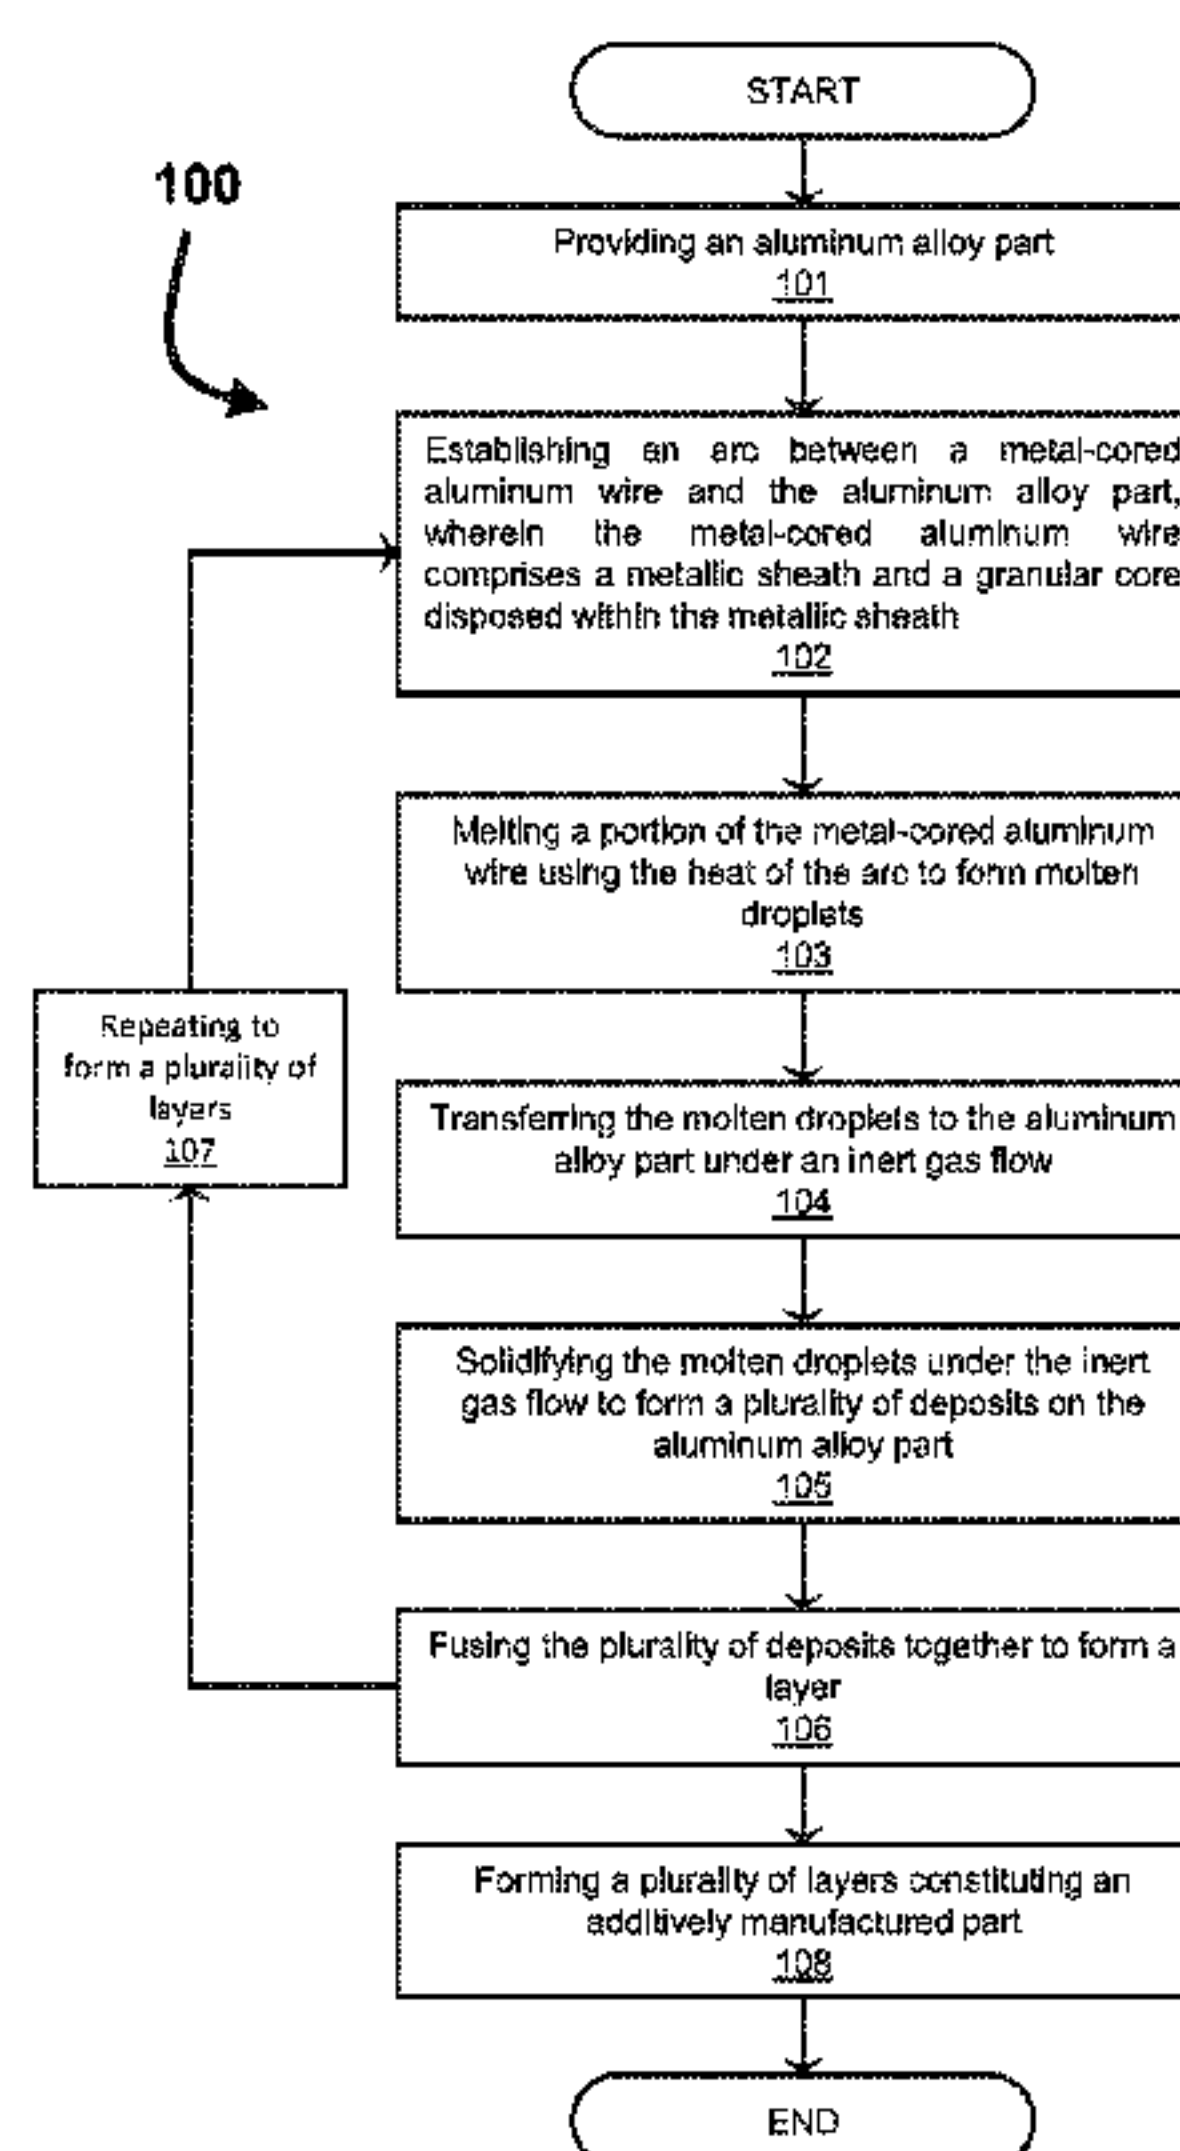 START
100
Providing an aluminum alloy part
101
Establishing an arc between a metal-cored
aluminum wire and the aluminum alloy part,
wherein the metal-cored aluminum wire
comprises a metallic sheath and a granular core
disposed within the metallic sheath
102
Melting a portion of the metal-cored aluminum
wire using the heat of the arc to form molten
droplets
103
Repeating to
form a plurality of
layers
107
Transferring the molten droplets to the aluminum
alloy part under an inert gas flow
104
Solidifying the molten droplets under the inert
gas flow to form a plurality of deposits on the
aluminum alloy part
105
Fusing the plurality of deposits together to form a
layer
106
Forming a plurality of layers constituting an
additively manufactured part
108
END